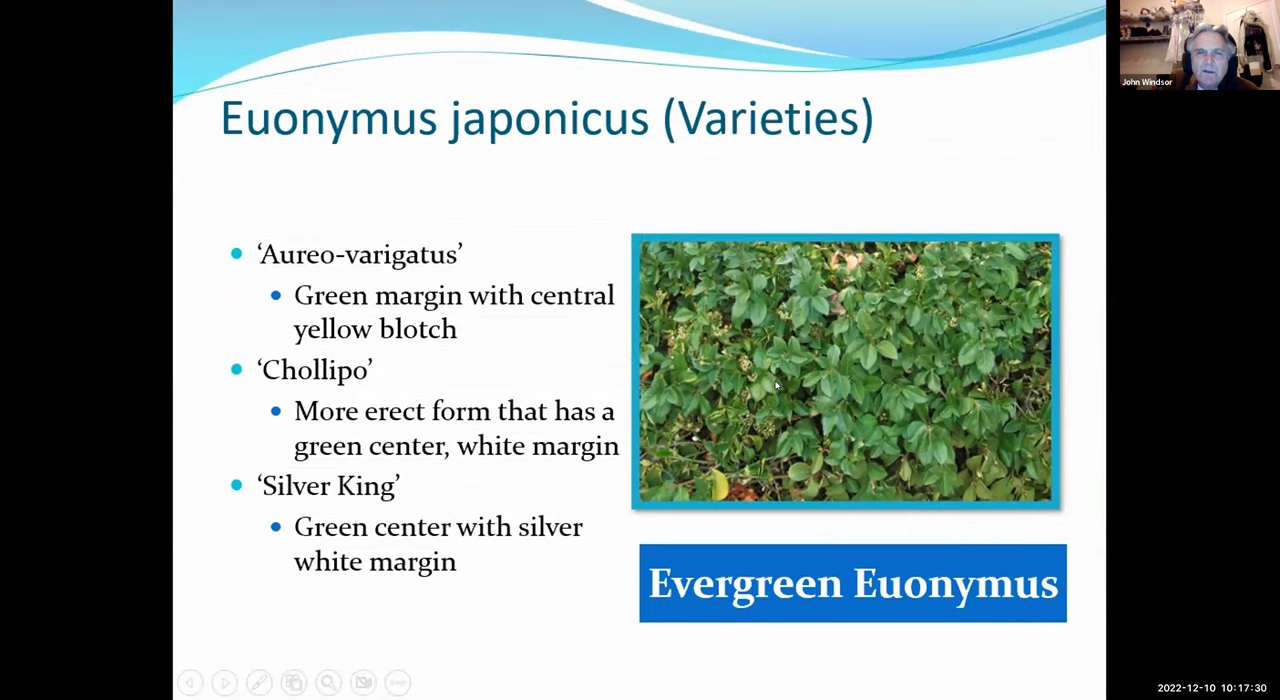 John Windsor
Euonymus japonicus (Varieties)
‘Aureo-varigatus’
Green margin with central
yellow blotch
‘Chollipo’
More erect form that has a
green center, white margin
‘Silver King’
Green center with silver
white margin
Evergreen Euonymus
2022-12-10 10:17:30